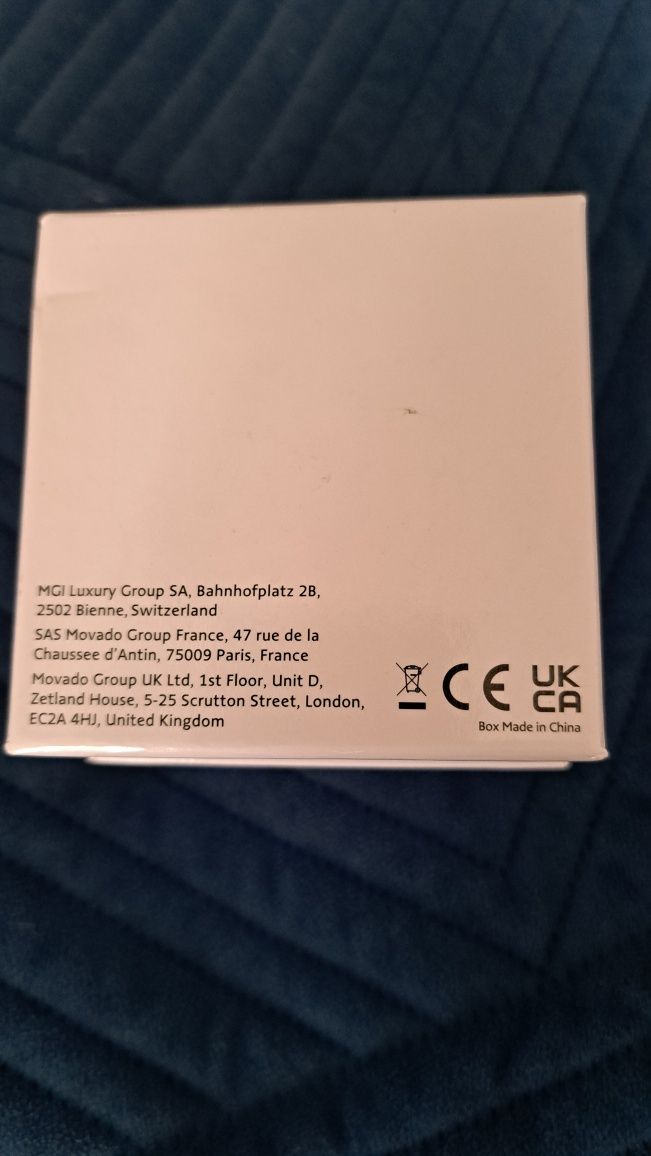 MGI Luxury Group SA, Bahnhofplatz 2B,
2502 Bienne, Switzerland
SAS Movado Group France, 47 rue de la
Chaussee d'Antin, 75009 Paris, France
Movado Group UK Ltd, 1st Floor, Unit D,
Zetland House, 5-25 Scrutton Street, London,
EC2A 4HJ, United Kingdom
CE
UK
CA
Box Made in China